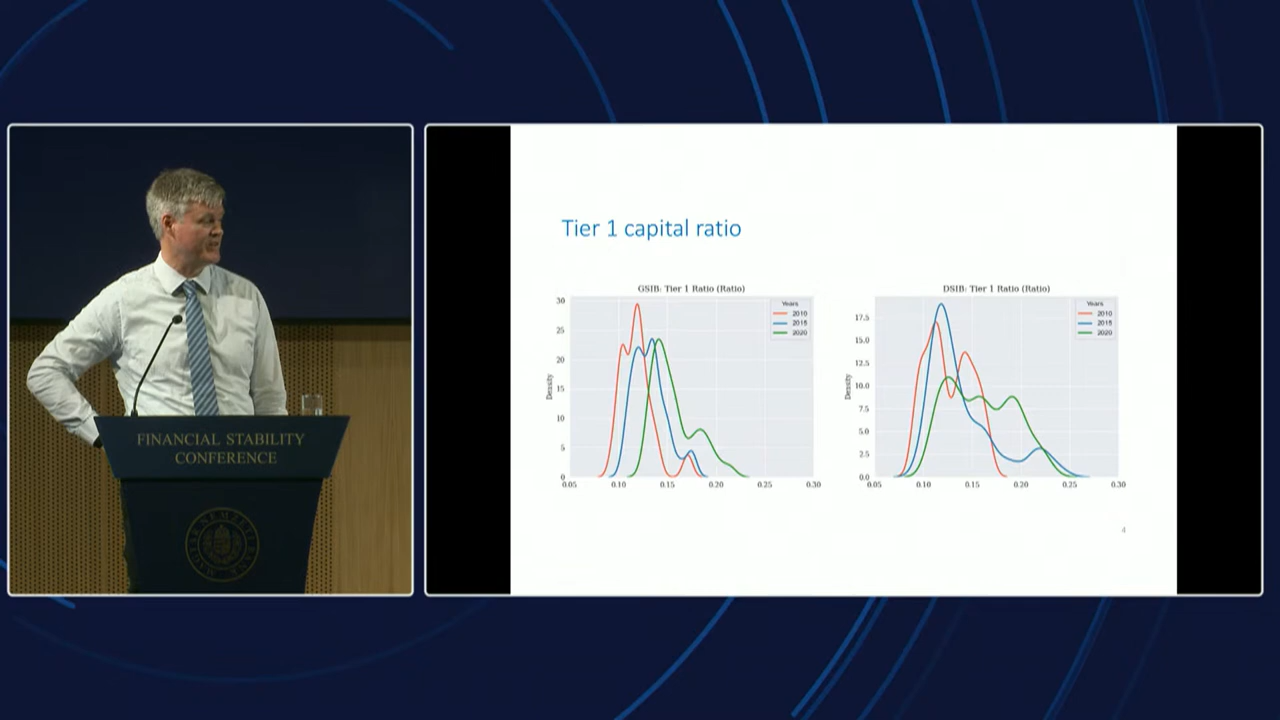 FINANCIAL STABILITY
CONFERENCE
MAGYAR NEMZETI BANK
Tier 1 capital ratio
GSIB: Tier 1 Ratio (Ratio)
Years
2010
2015
2020
Density
30
25
20
15
10
5
0
0.05 0.10 0.15 0.20 0.25 0.30
DSIB: Tier 1 Ratio (Ratio)
Years
2010
2015
2020
Density
17.5
15.0
12.5
10.0
7.5
5.0
2.5
0.0
0.05 0.10 0.15 0.20 0.25 0.30
4